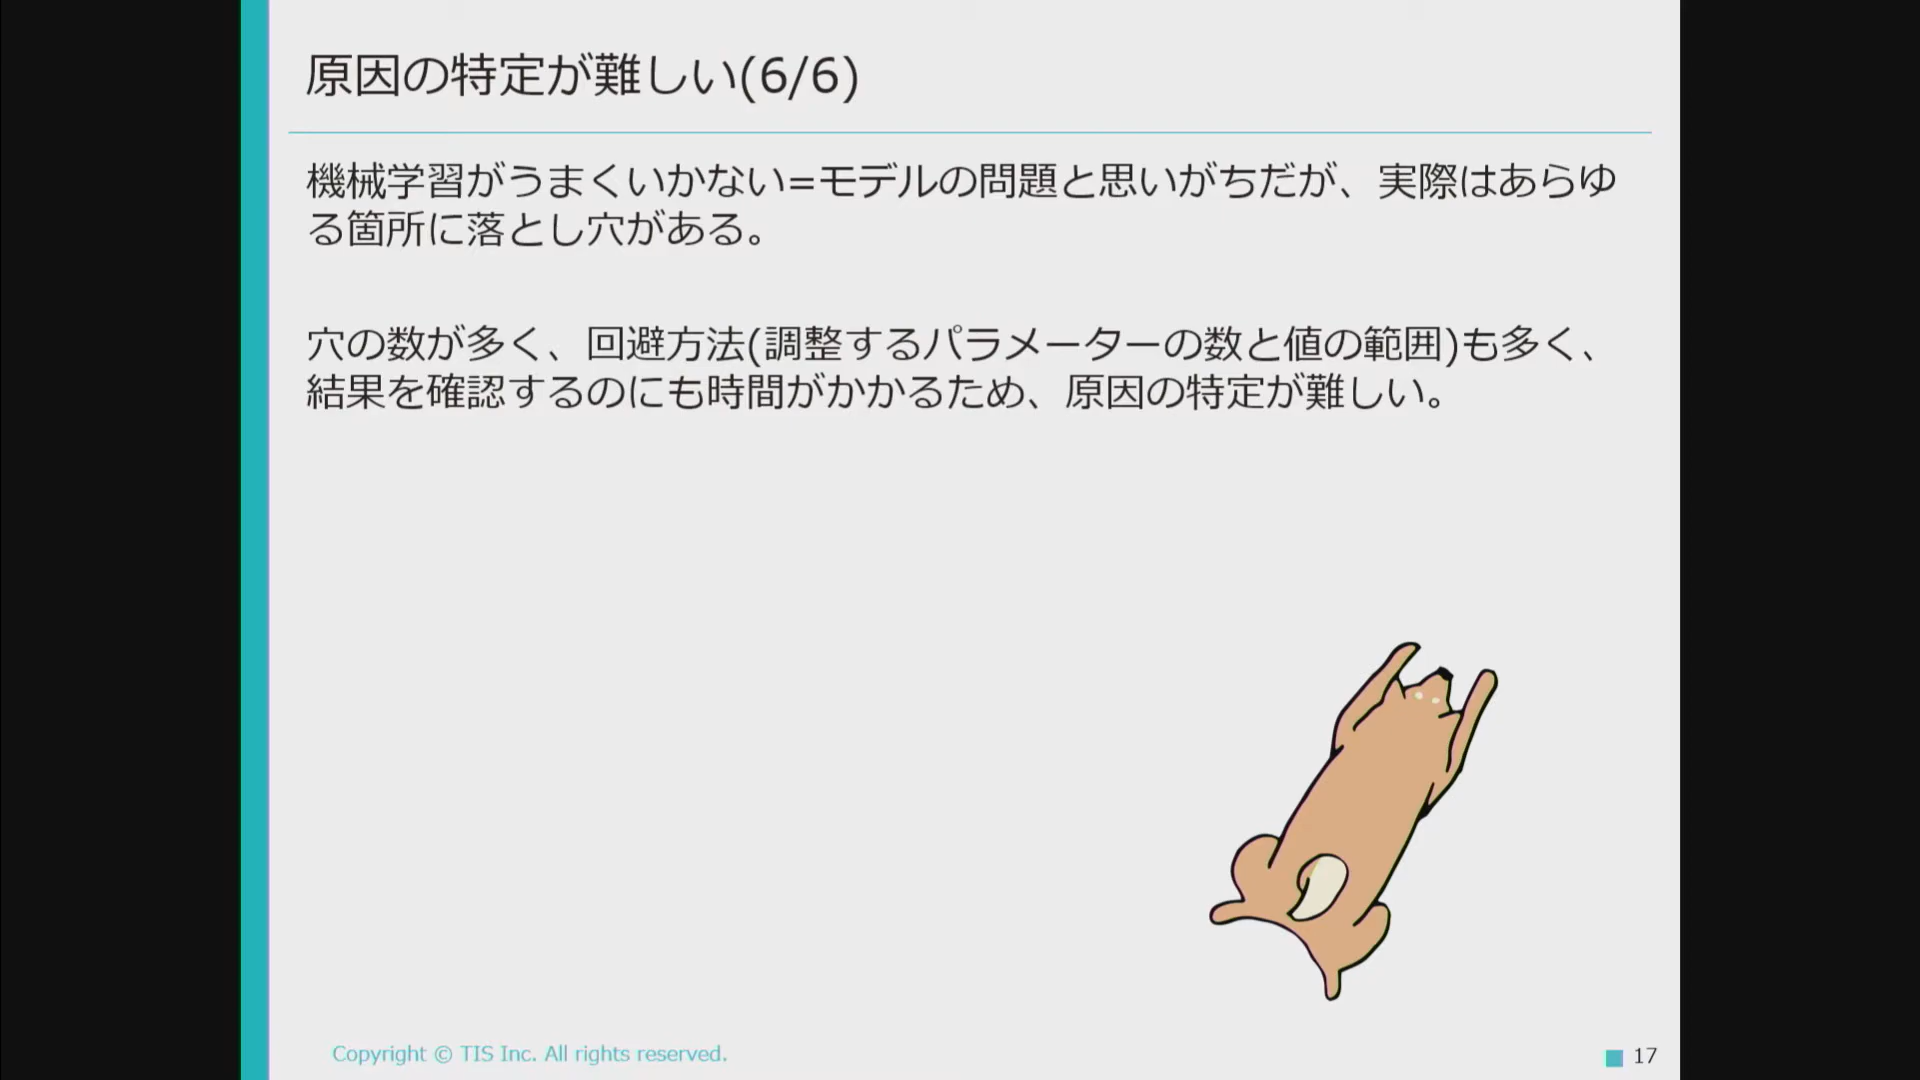 原因の特定が難しい(6/6)
機械学習がうまくいかない=モデルの問題と思いがちだが、実際はあらゆ
る箇所に落とし穴がある。
穴の数が多く、回避方法(調整するパラメーターの数と値の範囲)も多く、
結果を確認するのにも時間がかかるため、原因の特定が難しい。
Copyright © TIS Inc. All rights reserved.
17